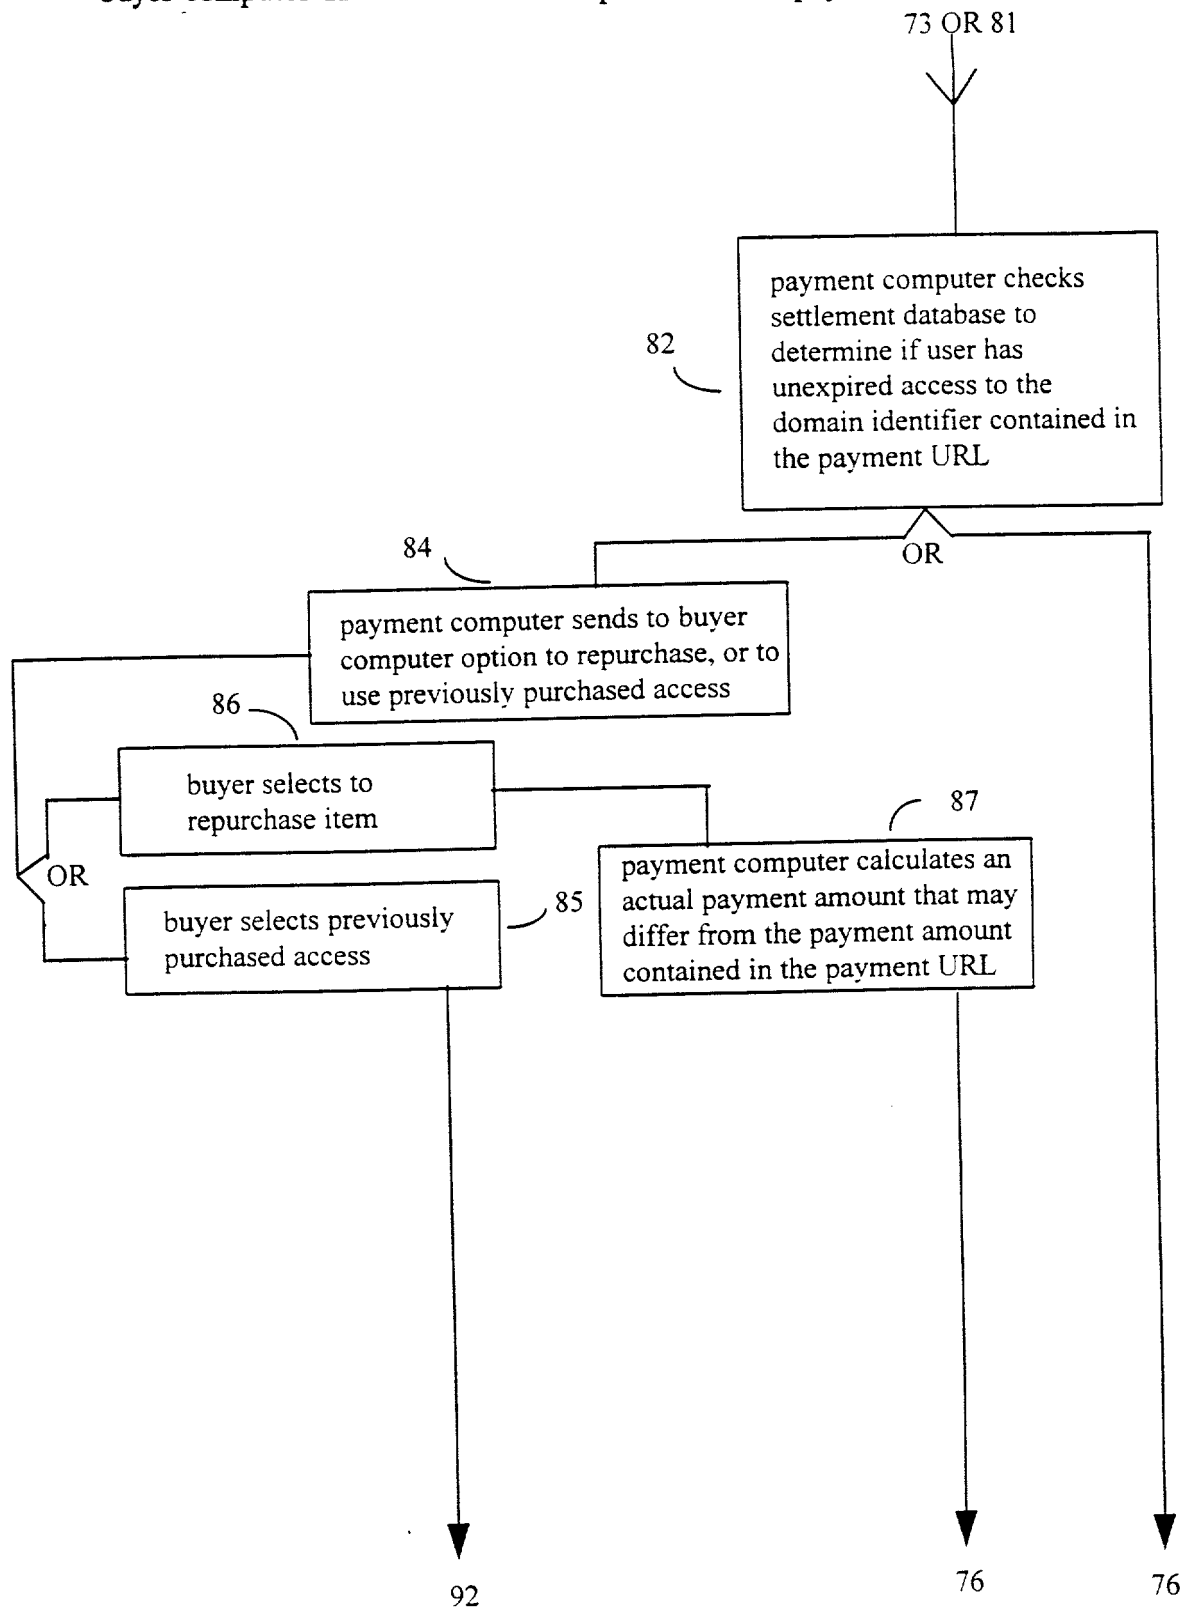 73 OR 81
payment computer checks
settlement database to
determine if user has
unexpired access to the
domain identifier contained in
the payment URL
82
OR
84
payment computer sends to buyer
computer option to repurchase, or to
use previously purchased access
86
buyer selects to
repurchase item
87
payment computer calculates an
actual payment amount that may
differ from the payment amount
contained in the payment URL
OR
buyer selects previously
purchased access
85
92
76
76